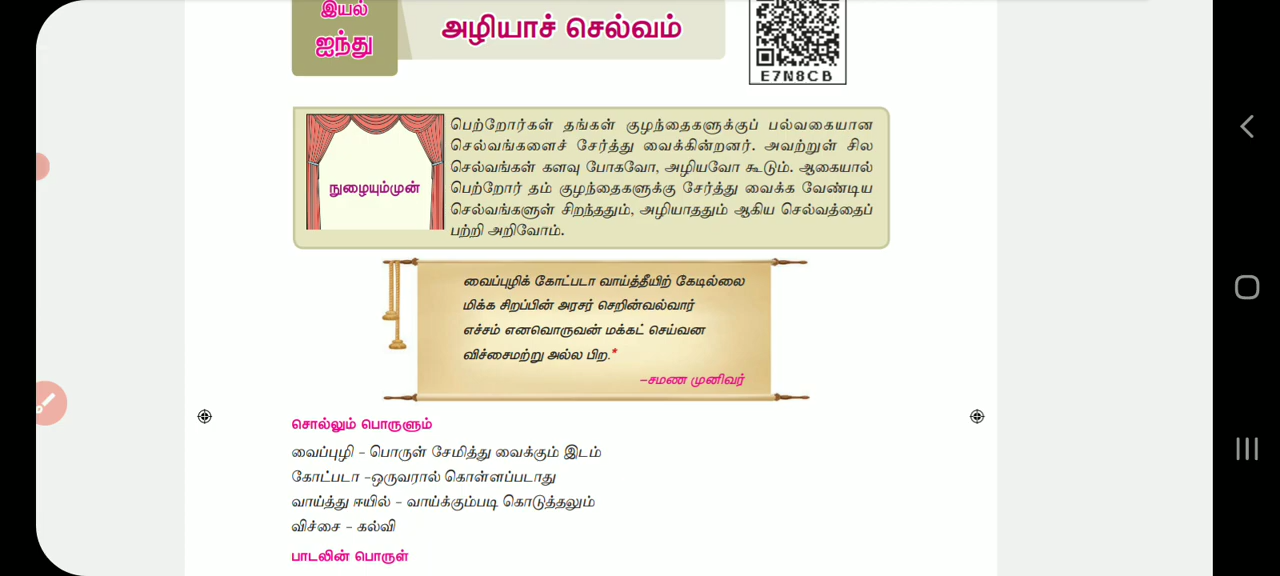 இயல்
ஐந்து
அழியாச் செல்வம்
E7N8CB
நுழையும்முன்
பெற்றோர்கள் தங்கள் குழந்தைகளுக்குப் பல்வகையான
செல்வங்களைச் சேர்த்து வைக்கின்றனர். அவற்றுள் சில
செல்வங்கள் களவு போகவோ, அழியவோ கூடும். ஆகையால்
பெற்றோர் தம் குழந்தைகளுக்கு சேர்த்து வைக்க வேண்டிய
செல்வங்களுள் சிறந்ததும், அழியாததும் ஆகிய செல்வத்தைப்
பற்றி அறிவோம்.
வைப்புழிக் கோட்படா வாய்த்தீயிற் கேடில்லை
மிக்க சிறப்பின் அரசர் செறின்வல்வார்
எச்சம் எனவொருவன் மக்கட் செய்வன
விச்சைமற்று அல்ல பிற.*
–சமண முனிவர்
சொல்லும் பொருளும்
வைப்புழி – பொருள் சேமித்து வைக்கும் இடம்
கோட்படா –ஒருவரால் கொள்ளப்படாது
வாய்த்து ஈயில் – வாய்க்கும்படி கொடுத்தலும்
விச்சை – கல்வி
பாடலின் பொருள்